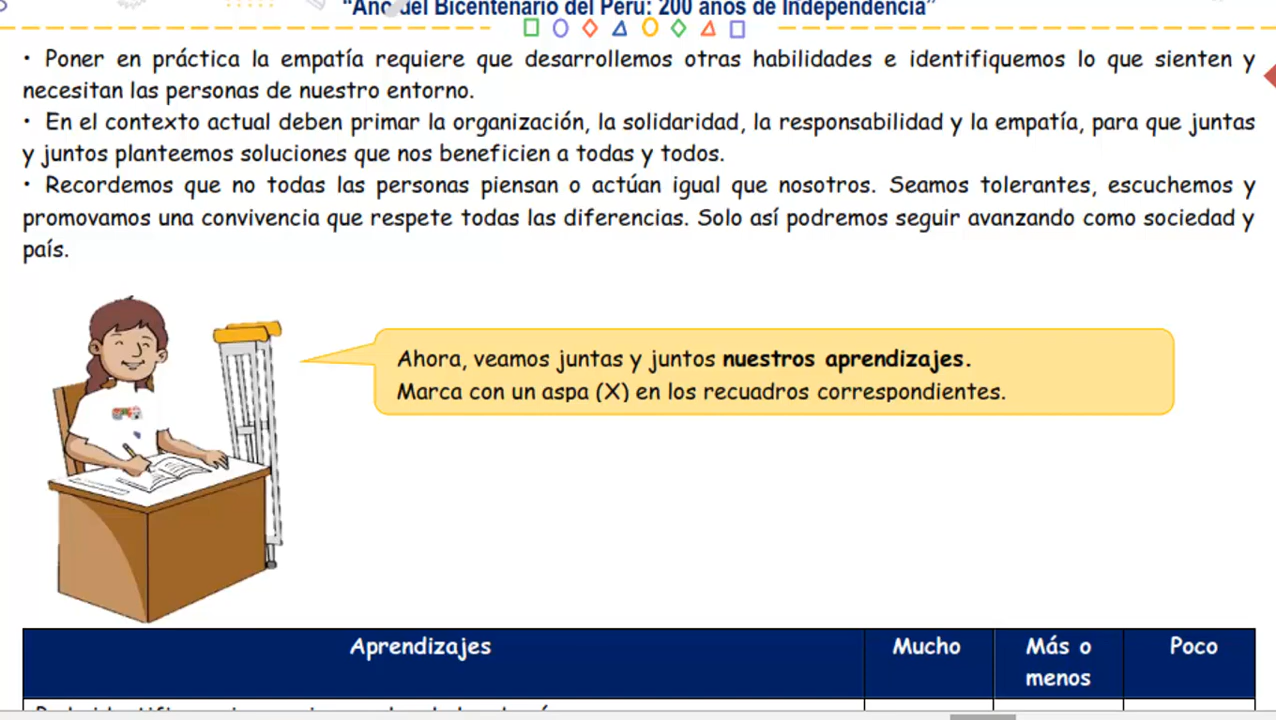 "Año del Bicentenario del Perú: 200 años de Independencia"
• Poner en práctica la empatía requiere que desarrollemos otras habilidades e identifiquemos lo que sienten y
necesitan las personas de nuestro entorno.
• En el contexto actual deben primar la organización, la solidaridad, la responsabilidad y la empatía, para que juntas
y juntos planteemos soluciones que nos beneficien a todas y todos.
• Recordemos que no todas las personas piensan o actúan igual que nosotros. Seamos tolerantes, escuchemos y
promovamos una convivencia que respete todas las diferencias. Solo así podremos seguir avanzando como sociedad y
país.
Ahora, veamos juntas y juntos nuestros aprendizajes.
Marca con un aspa (X) en los recuadros correspondientes.
Aprendizajes Mucho Más o Poco
menos